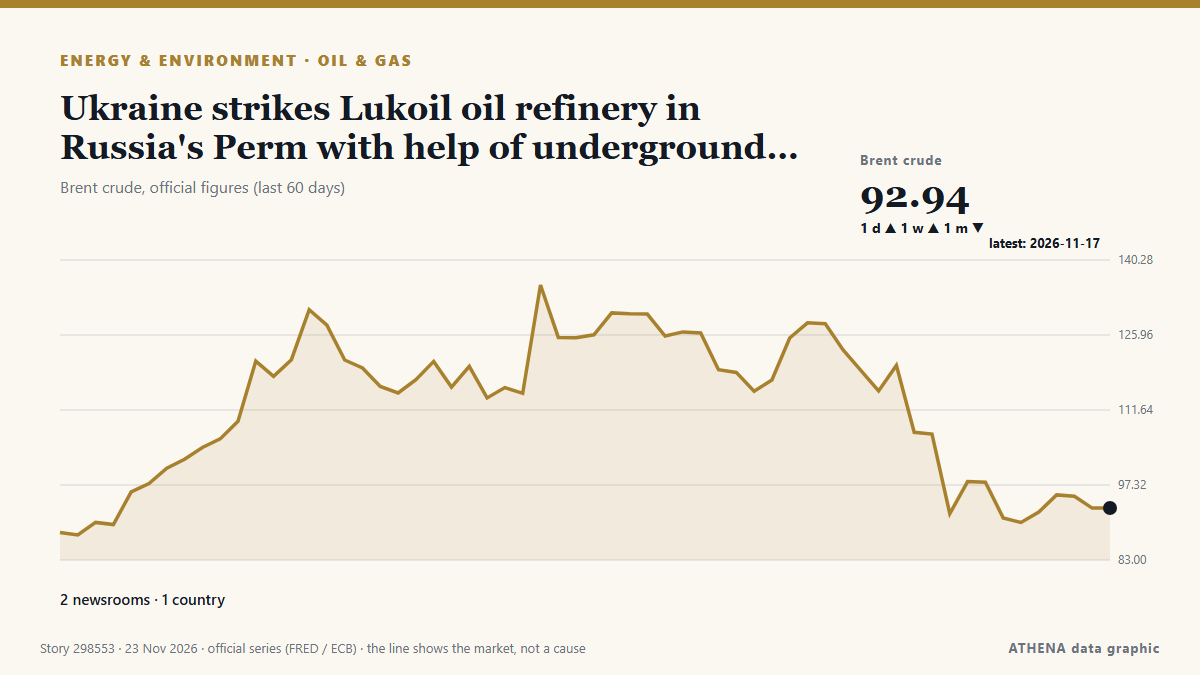 ENERGY & ENVIRONMENT · OIL & GAS
Ukraine strikes Lukoil oil refinery in
Russia's Perm with help of underground...
Brent crude, official figures (last 60 days)
Brent crude
92.94
1 d ▲ 1 w ▲ 1 m ▼
latest: 2026-11-17
140.28
125.96
111.64
97.32
83.00
2 newsrooms · 1 country
Story 298553 · 23 Nov 2026 · official series (FRED / ECB) · the line shows the market, not a cause
ATHENA data graphic